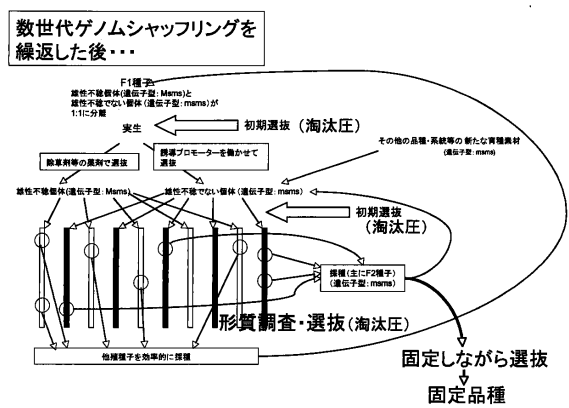 数世代ゲノムシャッフリングを
繰返した後・・・
F1種子
雄性不稔個体(遺伝子型: Msms)と
雄性不稔でない個体 (遺伝子型: msms) が
1:1に分離
実生
初期選抜 (淘汰圧)
その他の品種・系統等の新たな育種素材
(遺伝子型: msms)
除草剤等の薬剤で選抜
誘導プロモーターを働かせて
選抜
雄性不稔個体(遺伝子型: Msms)
雄性不稔でない個体 (遺伝子型: msms)
初期選抜
(淘汰圧)
採種 (主にF2種子)
(遺伝子型: msms)
形質調査・選抜 (淘汰圧)
他殖種子を効率的に採種
固定しながら選抜
固定品種